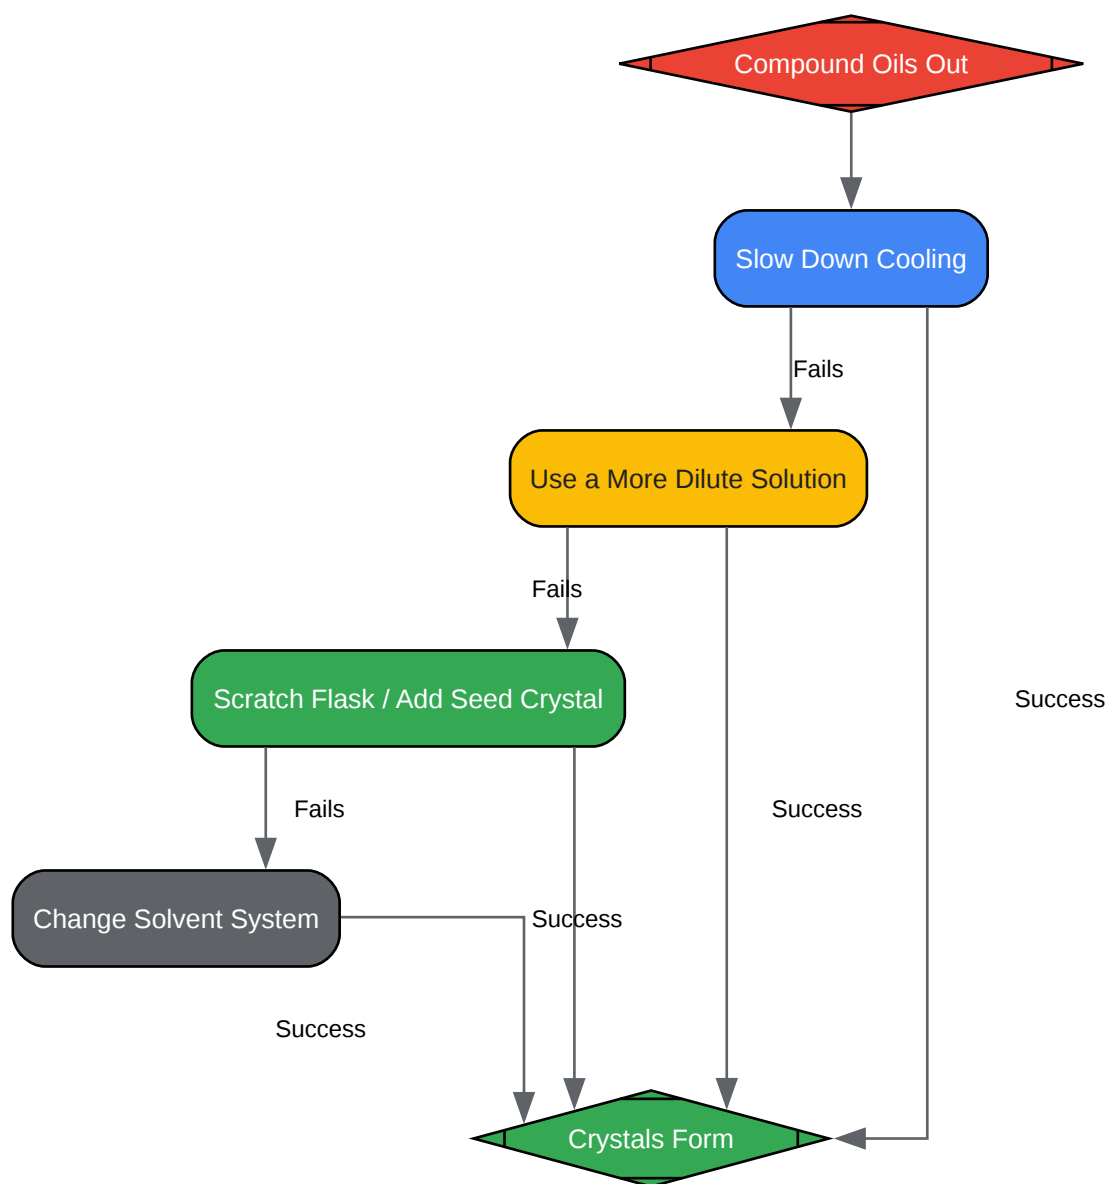 Compound Oils Out
Slow Down Cooling
Fails
Use a More Dilute Solution
Fails
Scratch Flask / Add Seed Crystal
Success
Fails
Success
Change Solvent System
Success
Success
Crystals Form